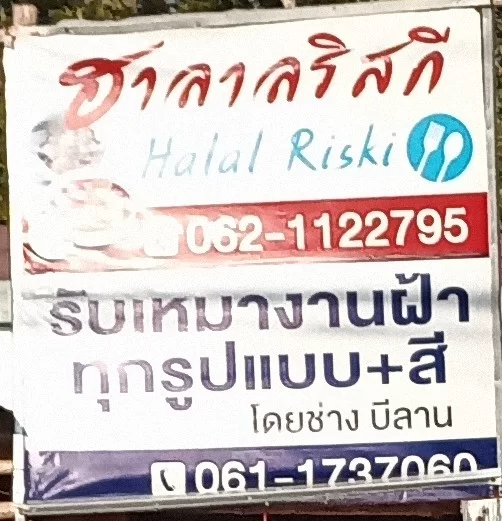 ฮาลาลริสกี
Halal Riski
062-1122795
รับเหมางานฝ้า
ทุกรูปแบบ+สี
โดยช่าง บีลาน
061-1737060